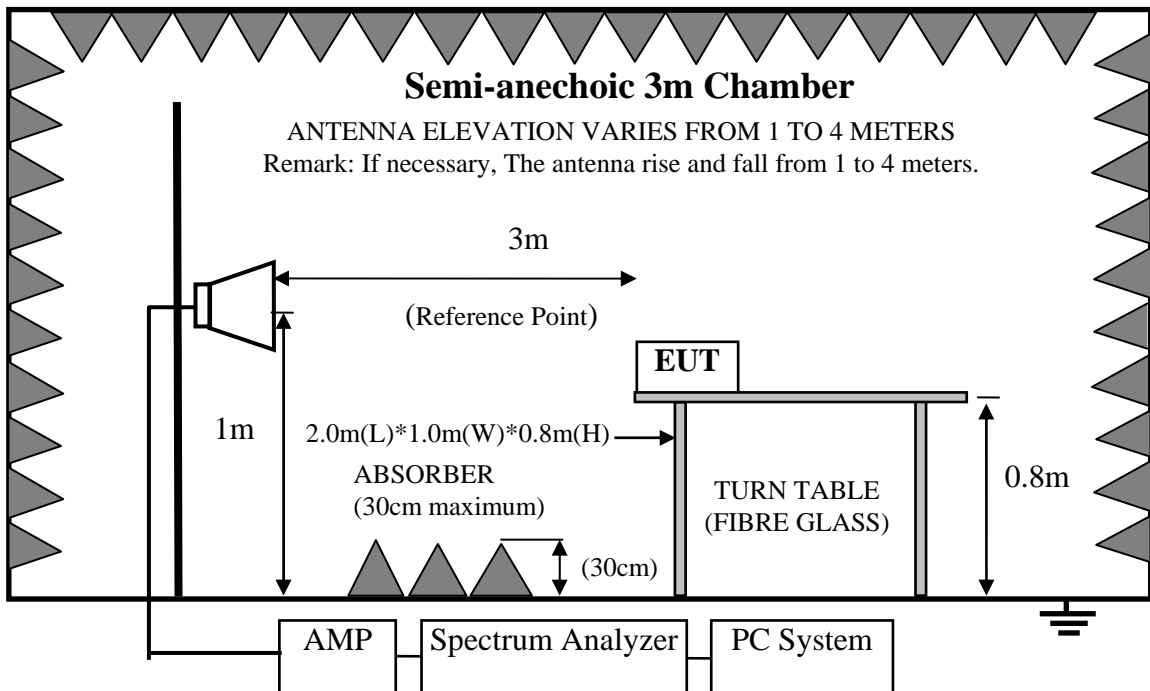 Semi-anechoic 3m Chamber
ANTENNA ELEVATION VARIES FROM 1 TO 4 METERS
Remark: If necessary, The antenna rise and fall from 1 to 4 meters.
3m
(Reference Point)
EUT
1m
2.0m(L)*1.0m(W)*0.8m(H)
ABSORBER
(30cm maximum)
TURN TABLE
(FIBRE GLASS)
0.8m
(30cm)
AMP
Spectrum Analyzer
PC System